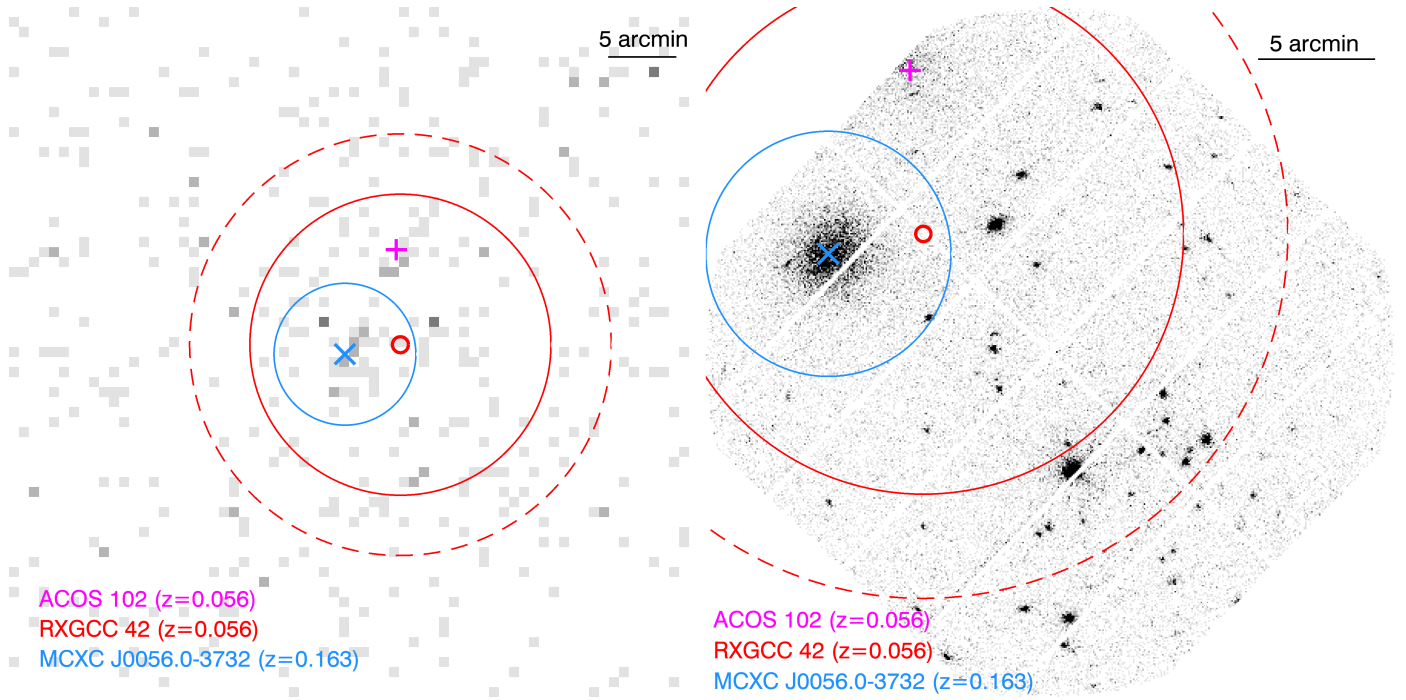 5 arcmin
ACOS 102 (z=0.056)
RXGCC 42 (z=0.056)
MCXC J0056.0-3732 (z=0.163)
5 arcmin
ACOS 102 (z=0.056)
RXGCC 42 (z=0.056)
MCXC J0056.0-3732 (z=0.163)